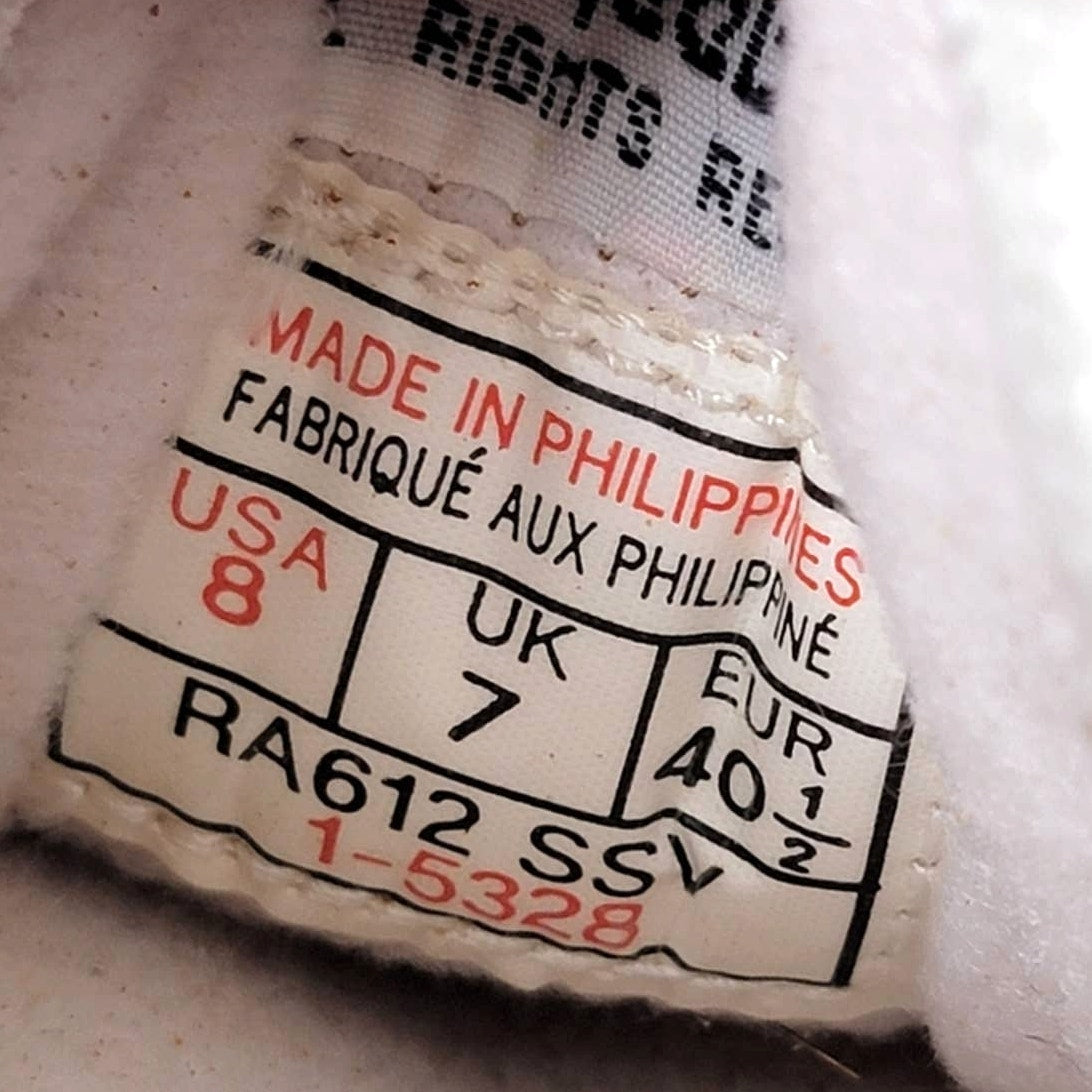 RIGHTS
MADE IN PHILIPPINES
FABRIQUÉ AUX PHILIPPINÉ
USA
8
UK
7
EUR
40 1/2
RA612 SSV
1-5328